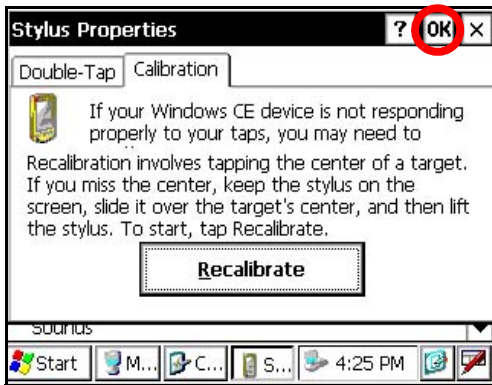 Stylus Properties ? OK ×
Double-Tap Calibration
If your Windows CE device is not responding
properly to your taps, you may need to
Recalibration involves tapping the center of a target.
If you miss the center, keep the stylus on the
screen, slide it over the target's center, and then lift
the stylus. To start, tap Recalibrate.
Recalibrate
Sounds
Start M... C... S... 4:25 PM